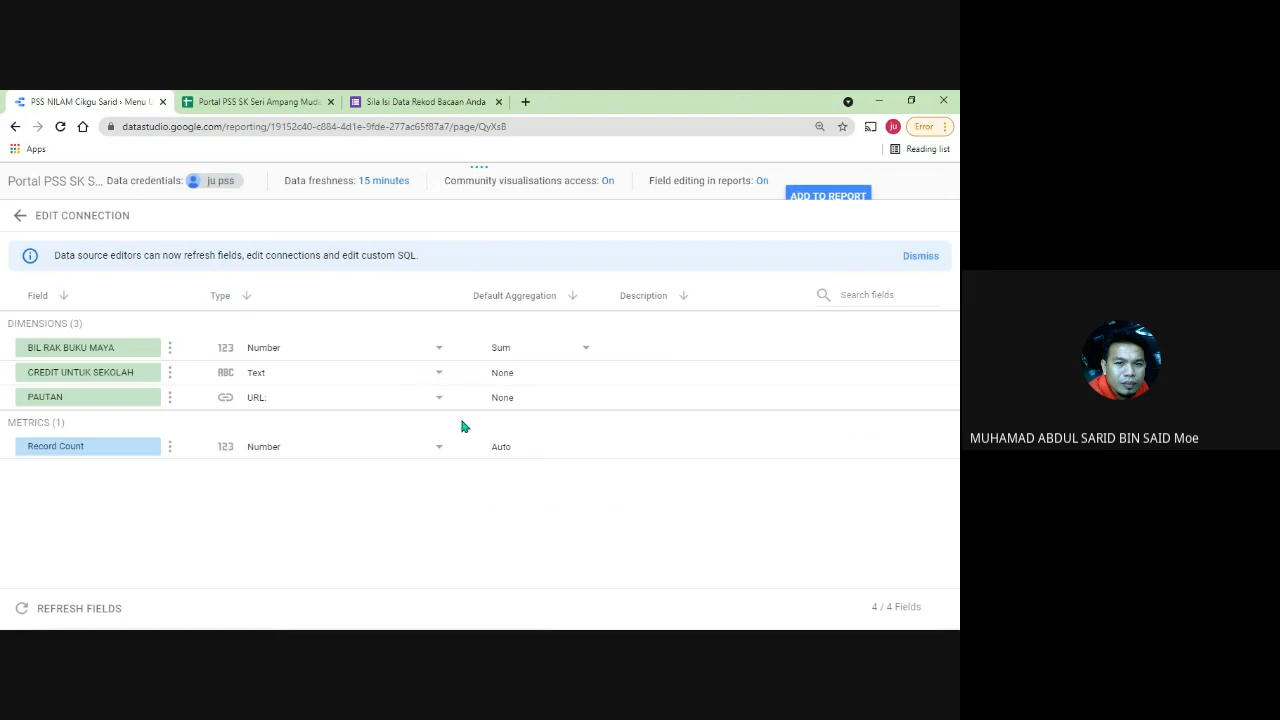 PSS NILAM Cikgu Sarid › Menu U
Portal PSS SK Seri Ampang Muda
Sila Isi Data Rekod Bacaan Anda
datastudio.google.com/reporting/19152c40-c884-4d1e-9fde-277ac65f87a7/page/QyXsB
ju
Error
Apps
Reading list
Portal PSS SK S... Data credentials: ju pss
Data freshness: 15 minutes
Community visualisations access: On
Field editing in reports: On
ADD TO REPORT
EDIT CONNECTION
Data source editors can now refresh fields, edit connections and edit custom SQL.
Dismiss
Field Type Default Aggregation Description Search fields
DIMENSIONS (3)
BIL RAK BUKU MAYA 123 Number Sum
CREDIT UNTUK SEKOLAH ABC Text None
PAUTAN URL: None
METRICS (1)
Record Count 123 Number Auto
REFRESH FIELDS
4 / 4 Fields
MUHAMAD ABDUL SARID BIN SAID Moe